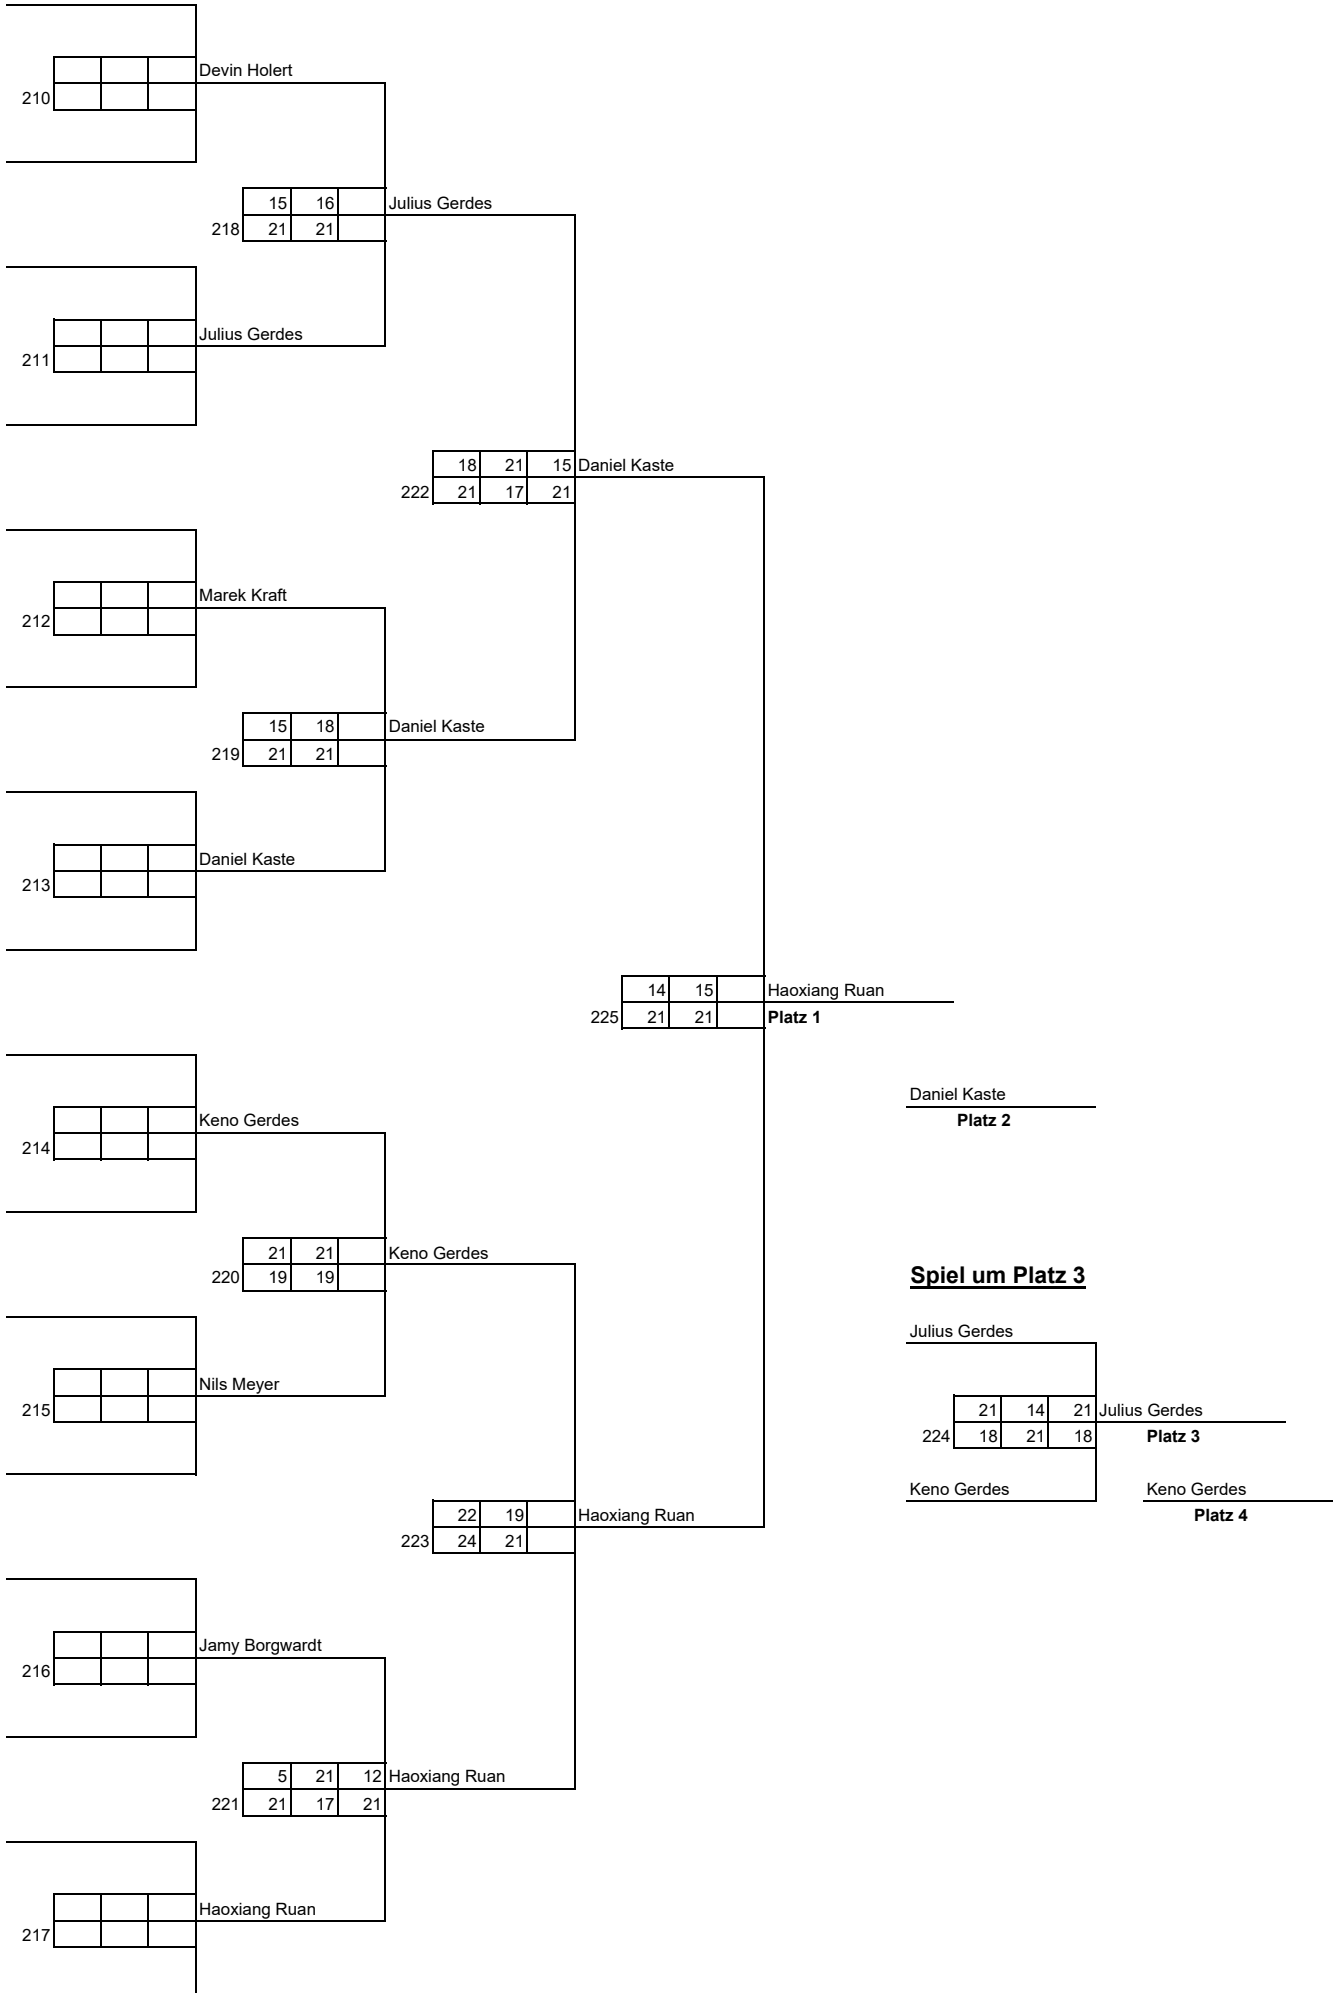 Devin Holert
210
15 16 Julius Gerdes
218 21 21
Julius Gerdes
211
18 21 15 Daniel Kaste
222 21 17 21
Marek Kraft
212
15 18 Daniel Kaste
219 21 21
Daniel Kaste
213
14 15 Haoxiang Ruan
225 21 21 Platz 1
Daniel Kaste
Platz 2
Keno Gerdes
214
21 21 Keno Gerdes
220 19 19
Spiel um Platz 3
Julius Gerdes
Nils Meyer
215
21 14 21 Julius Gerdes
224 18 21 18 Platz 3
Keno Gerdes Keno Gerdes
Platz 4
22 19 Haoxiang Ruan
223 24 21
Jamy Borgwardt
216
5 21 12 Haoxiang Ruan
221 21 17 21
Haoxiang Ruan
217